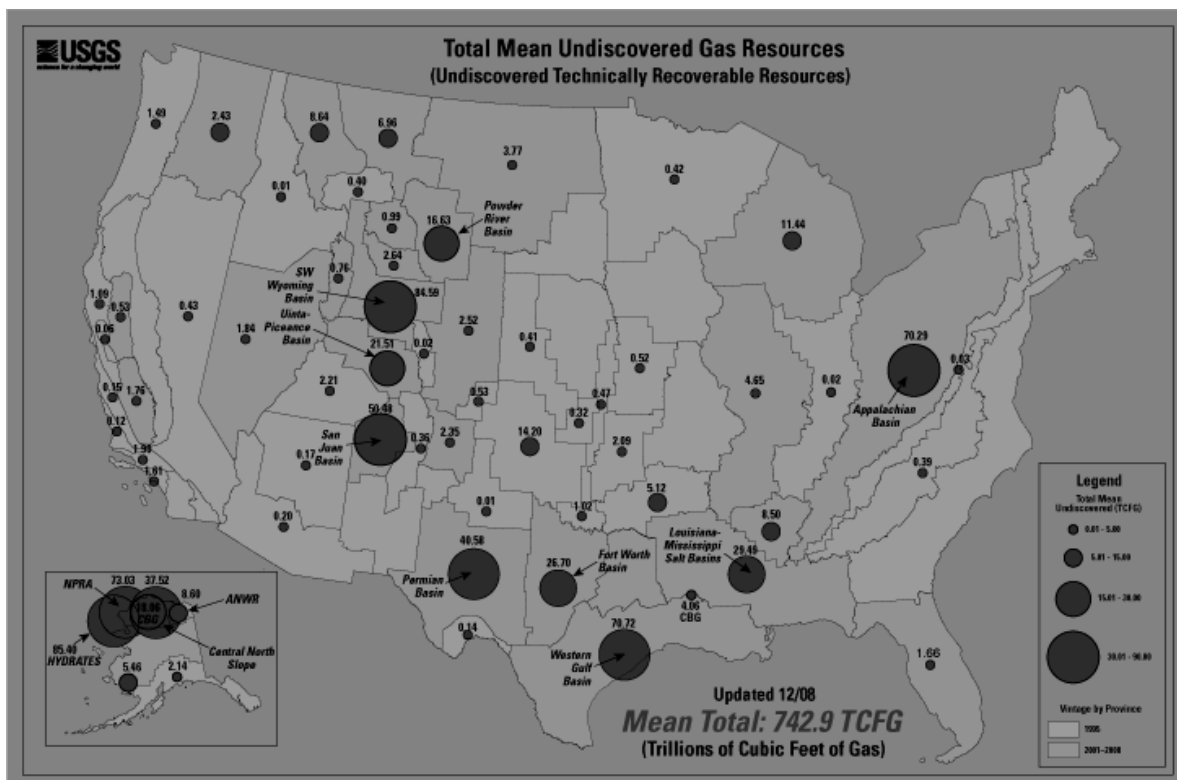 USGS
science for a changing world
Total Mean Undiscovered Gas Resources
(Undiscovered Technically Recoverable Resources)
1.49
2.43
8.64
6.96
3.77
0.42
11.44
0.01
0.40
0.99
16.63
Powder
River
Basin
2.64
0.76
SW
Wyoming
Basin
84.59
1.09
0.53
0.06
0.43
1.84
Uinta-
Piceance
Basin
21.51
0.02
2.52
0.41
0.52
4.65
0.02
70.29
0.03
Appalachian
Basin
0.15
1.76
0.12
2.21
0.53
0.47
0.32
50.48
San
Juan
Basin
0.36
2.35
14.20
2.09
0.17
1.61
0.39
0.20
0.01
1.02
5.12
8.50
40.58
Permian
Basin
26.70
Fort Worth
Basin
Louisiana-
Mississippi
Salt Basins
29.49
4.06
CBG
0.14
70.72
Western
Gulf
Basin
1.66
NPRA
73.03
37.52
8.60
ANWR
CBG
Central North
Slope
85.40
HYDRATES
5.46
2.14
Updated 12/08
Mean Total: 742.9 TCFG
(Trillions of Cubic Feet of Gas)
Legend
Total Mean
Undiscovered (TCFG)
0.01 - 5.00
5.01 - 15.00
15.01 - 30.00
30.01 - 90.00
Vintage by Province
1995
2001-2008